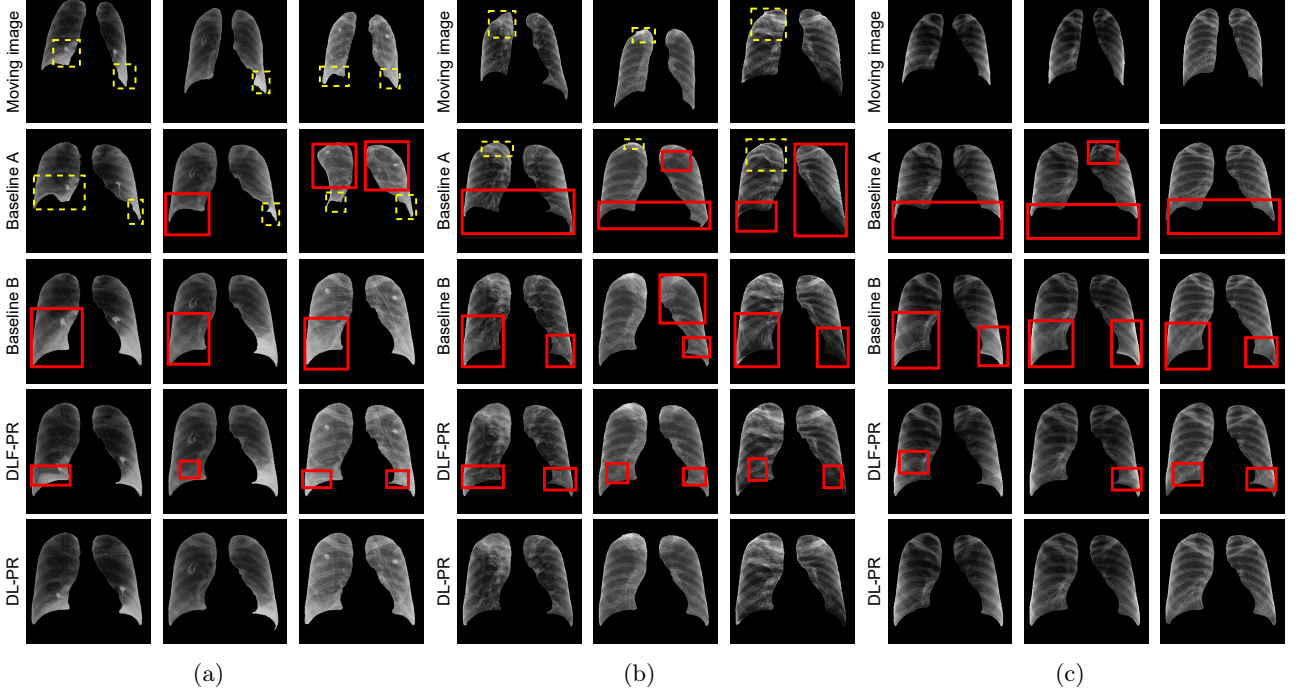 Moving image
Moving image
Moving image
Baseline A
Baseline A
Baseline A
Baseline B
Baseline B
Baseline B
DLF-PR
DLF-PR
DLF-PR
DL-PR
DL-PR
DL-PR
(a)
(b)
(c)